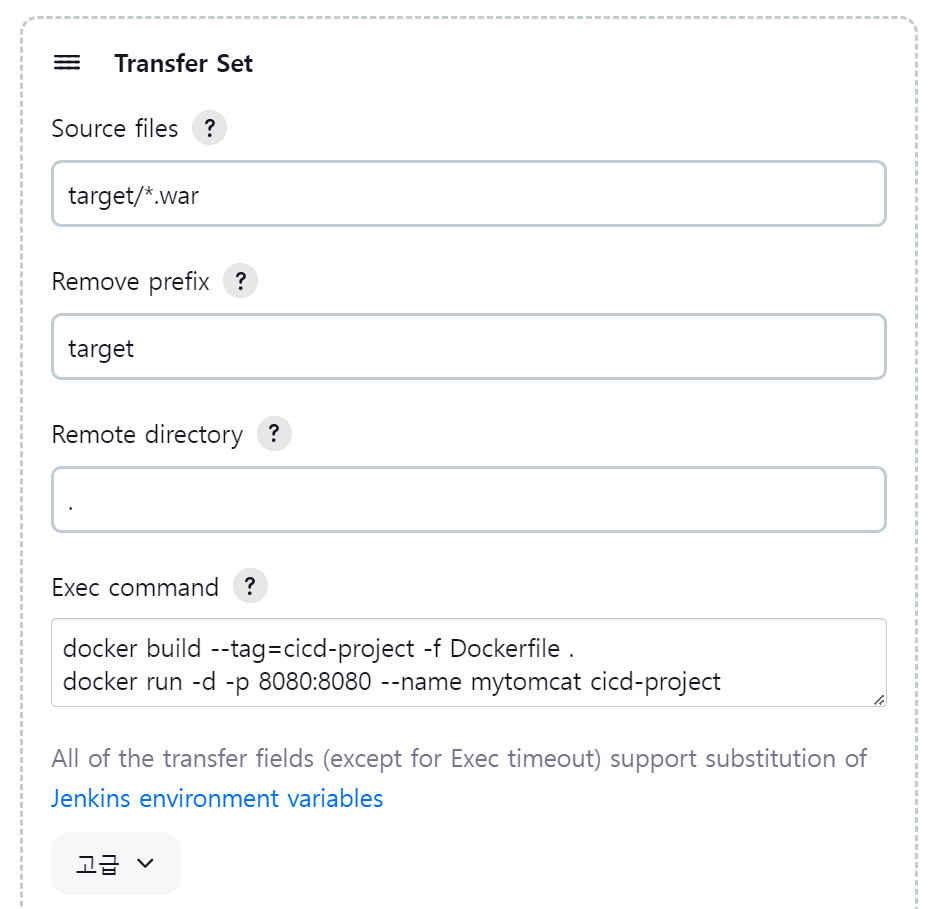 Transfer Set
Source files ?
target/*.war
Remove prefix ?
target
Remote directory ?
.
Exec command ?
docker build --tag=cicd-project -f Dockerfile .
docker run -d -p 8080:8080 --name mytomcat cicd-project
All of the transfer fields (except for Exec timeout) support substitution of
Jenkins environment variables
고급